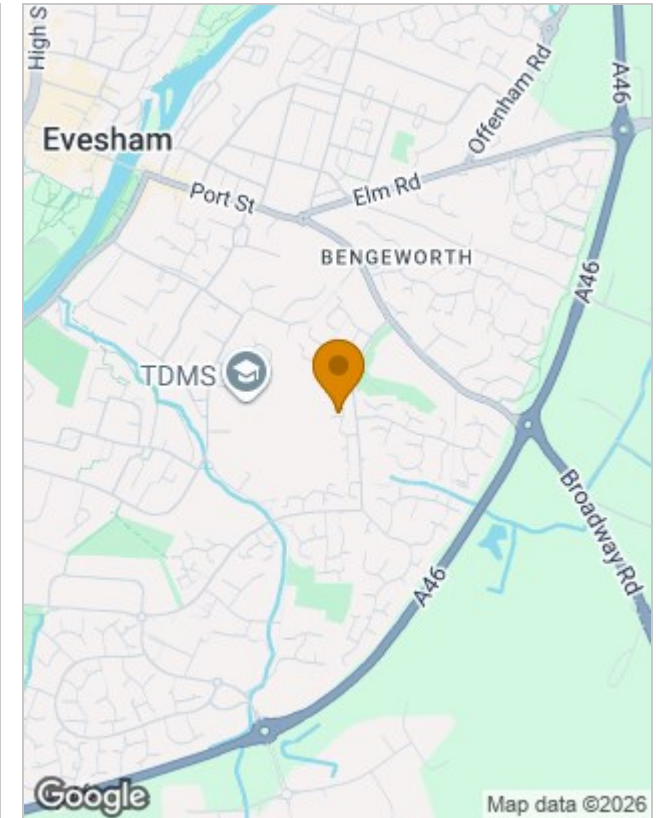 High S
Offenham Rd
A46
Evesham
Elm Rd
Port St
BENGEWORTH
A46
TDMS
Broadway Rd
A46
Google
Map data ©2026